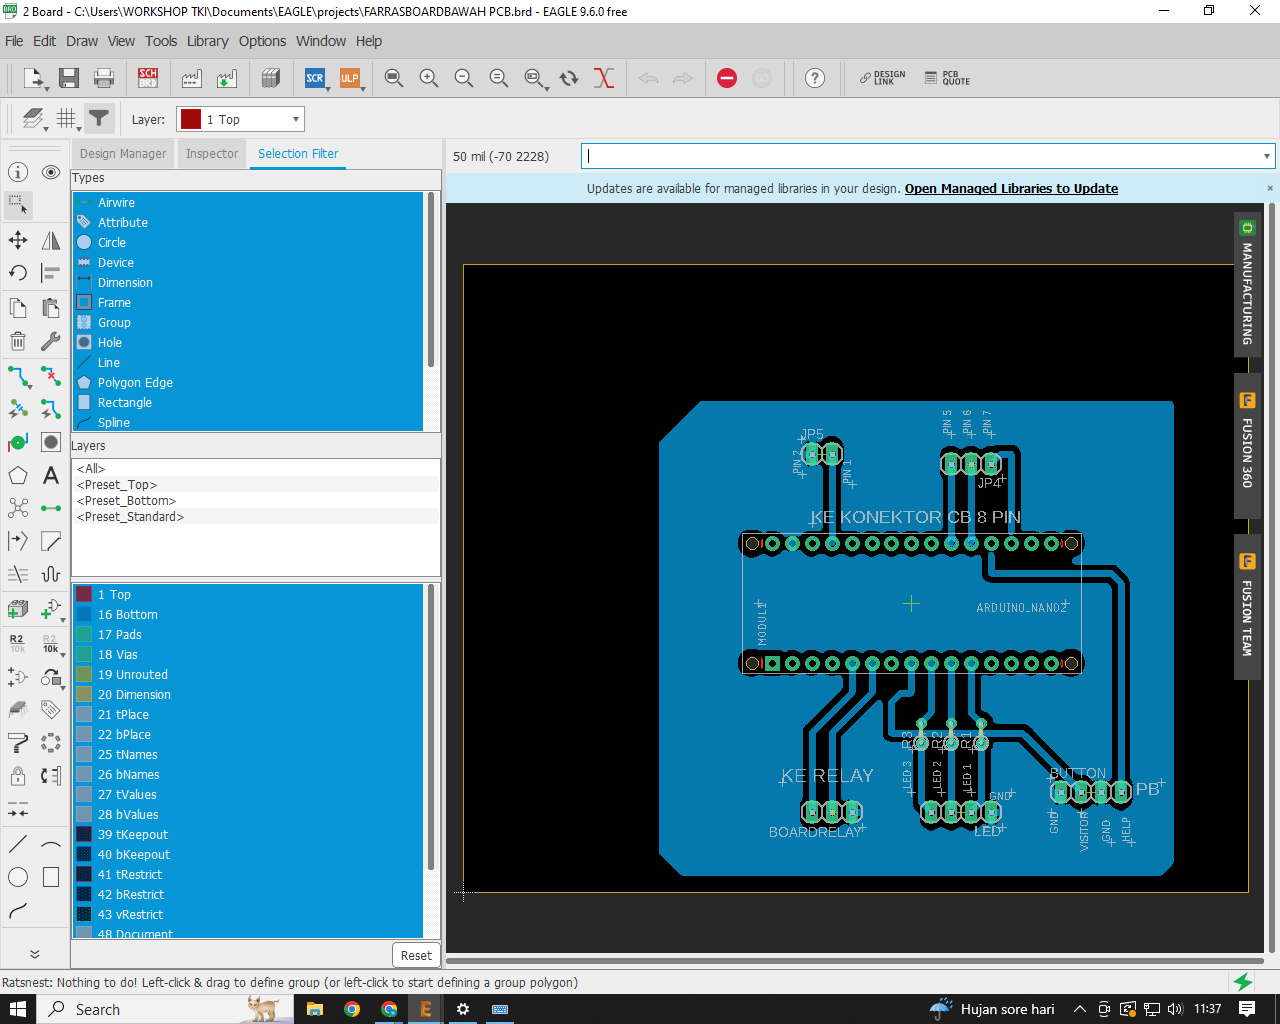 2 Board - C:\Users\WORKSHOP TKI\Documents\EAGLE\projects\FARRASBOARDBAWAH PCB.brd - EAGLE 9.6.0 free
File Edit Draw View Tools Library Options Window Help
SCH
BRD
SCR
ULP
GO
DESIGN
LINK
PCB
QUOTE
Layer:
1 Top
Design Manager
Inspector
Selection Filter
50 mil (-70 2228)
Types
Updates are available for managed libraries in your design. Open Managed Libraries to Update
Airwire
Attribute
Circle
Device
Dimension
Frame
Group
Hole
Line
Polygon Edge
Rectangle
Spline
Layers
<All>
<Preset_Top>
<Preset_Bottom>
<Preset_Standard>
1 Top
16 Bottom
17 Pads
18 Vias
19 Unrouted
20 Dimension
21 tPlace
22 bPlace
25 tNames
26 bNames
27 tValues
28 bValues
39 tKeepout
40 bKeepout
41 tRestrict
42 bRestrict
43 vRestrict
48 Document
Reset
R2
10k
R2
10k
MANUFACTURING
FUSION 360
FUSION TEAM
PIN 5
PIN 6
PIN 7
JP5
PIN 2
PIN 1
JP4
KE KONEKTOR CB 8 PIN
MODUL1
ARDUINO_NANO2
R3
R2
R1
LED 3
LED 2
LED 1
GND
KE RELAY
BOARDRELAY
LED
BUTTON
PB
GND
VISITOR
GND
HELP
Ratsnest: Nothing to do! Left-click & drag to define group (or left-click to start defining a group polygon)
Search
Hujan sore hari
11:37